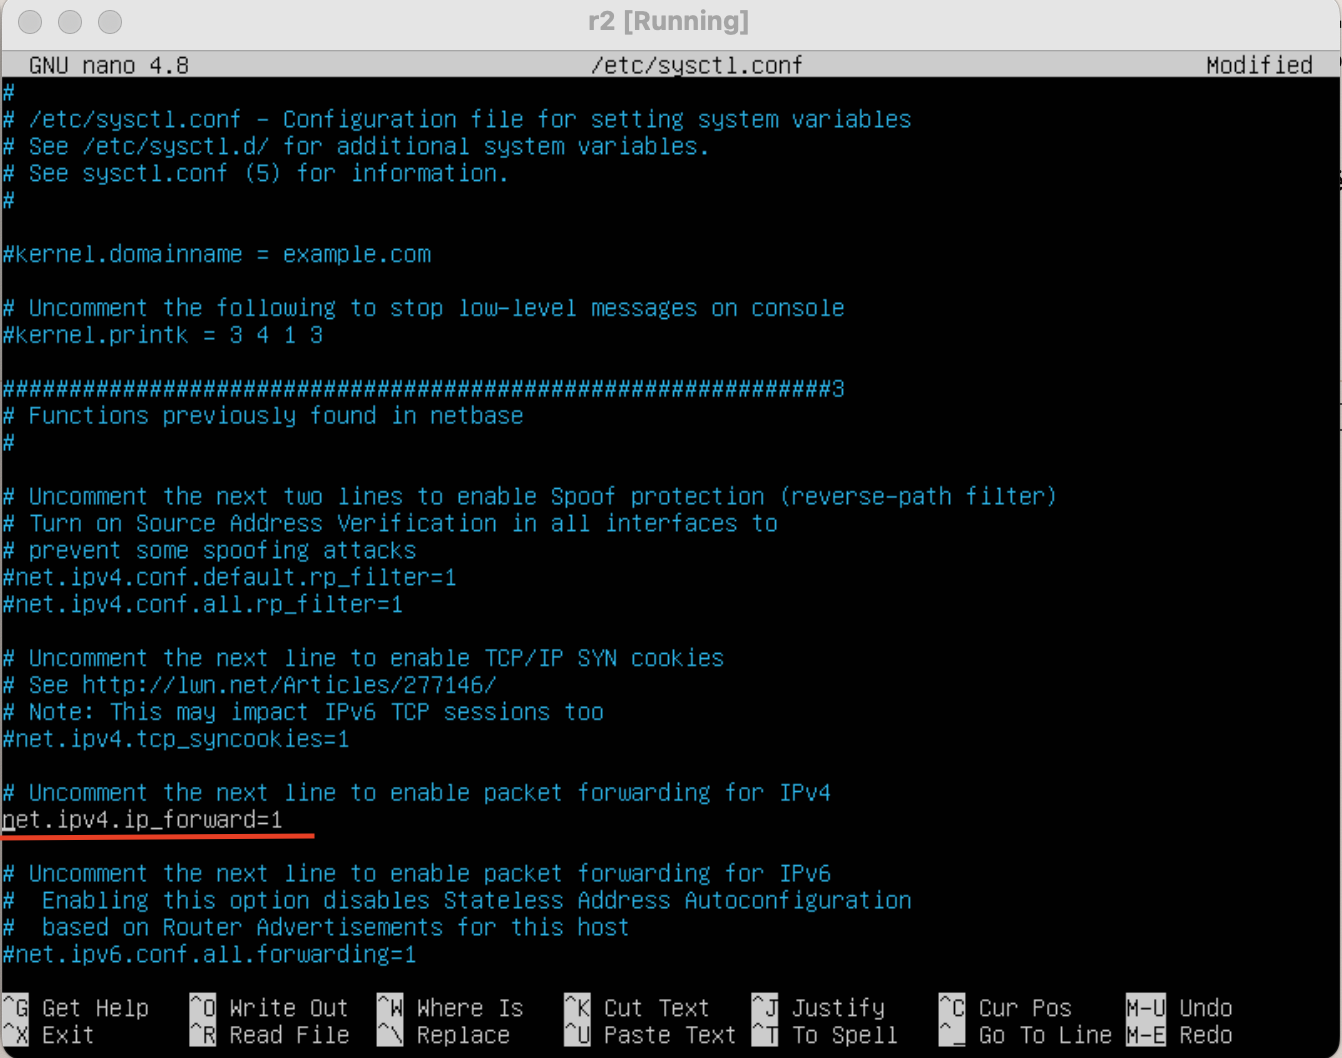 r2 [Running]
GNU nano 4.8 /etc/sysctl.conf Modified
#
# /etc/sysctl.conf - Configuration file for setting system variables
# See /etc/sysctl.d/ for additional system variables.
# See sysctl.conf (5) for information.
#
#kernel.domainname = example.com
# Uncomment the following to stop low-level messages on console
#kernel.printk = 3 4 1 3
##############################################################3
# Functions previously found in netbase
#
# Uncomment the next two lines to enable Spoof protection (reverse-path filter)
# Turn on Source Address Verification in all interfaces to
# prevent some spoofing attacks
#net.ipv4.conf.default.rp_filter=1
#net.ipv4.conf.all.rp_filter=1
# Uncomment the next line to enable TCP/IP SYN cookies
# See http://lwn.net/Articles/277146/
# Note: This may impact IPv6 TCP sessions too
#net.ipv4.tcp_syncookies=1
# Uncomment the next line to enable packet forwarding for IPv4
net.ipv4.ip_forward=1
# Uncomment the next line to enable packet forwarding for IPv6
#  Enabling this option disables Stateless Address Autoconfiguration
#  based on Router Advertisements for this host
#net.ipv6.conf.all.forwarding=1
^G Get Help ^O Write Out ^W Where Is ^K Cut Text ^J Justify ^C Cur Pos M-U Undo
^X Exit ^R Read File ^\ Replace ^U Paste Text ^T To Spell ^_ Go To Line M-E Redo